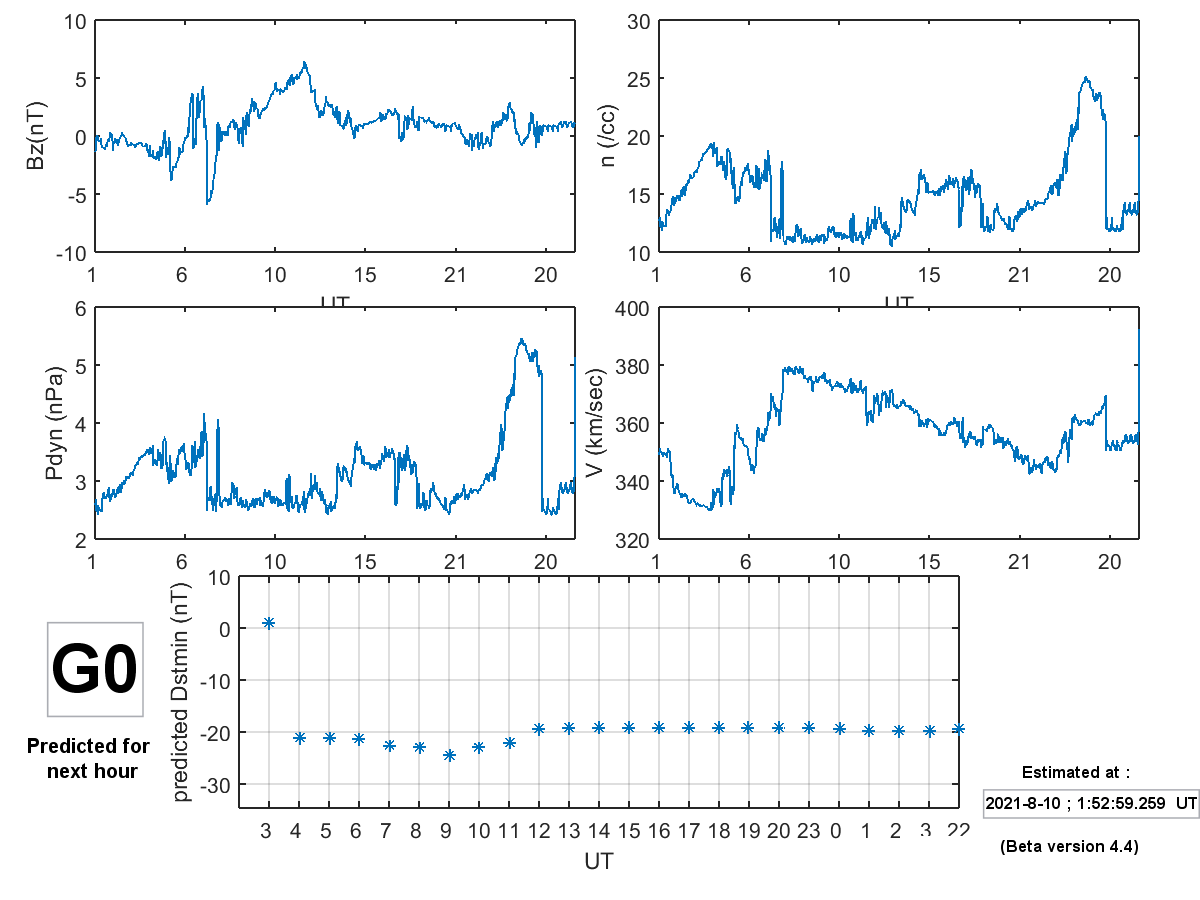 10
5
0
-5
-10
Bz(nT)
1 6 10 15 21 20
UT
30
25
20
15
10
n (/cc)
1 6 10 15 21 20
UT
6
5
4
3
2
Pdyn (nPa)
1 6 10 15 21 20
400
380
360
340
320
V (km/sec)
1 6 10 15 21 20
10
0
-10
-20
-30
predicted Dstmin (nT)
3 4 5 6 7 8 9 10 11 12 13 14 15 16 17 18 19 20 23 0 1 2 3 22
UT
G0
Predicted for
next hour
Estimated at :
2021-8-10 ; 1:52:59.259 UT
(Beta version 4.4)